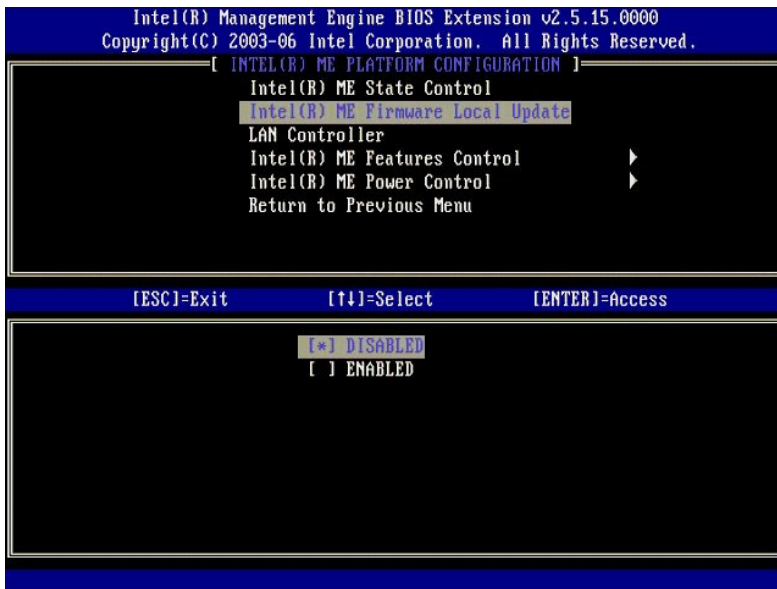 Intel(R) Management Engine BIOS Extension v2.5.15.0000
Copyright(C) 2003-06 Intel Corporation. All Rights Reserved.
[ INTEL(R) ME PLATFORM CONFIGURATION ]
Intel(R) ME State Control
Intel(R) ME Firmware Local Update
LAN Controller
Intel(R) ME Features Control ▶
Intel(R) ME Power Control ▶
Return to Previous Menu
[ESC]=Exit [↑↓]=Select [ENTER]=Access
[*] DISABLED
[ ] ENABLED